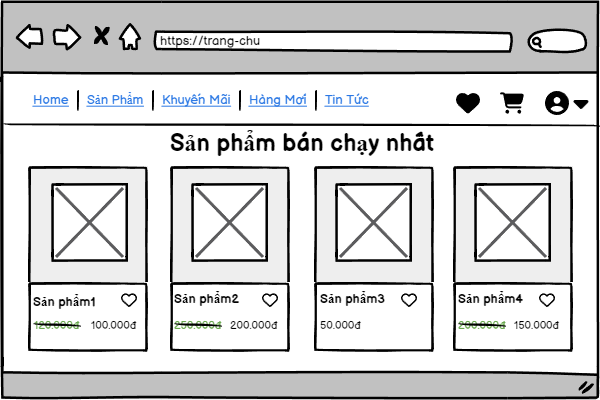 https://trang-chu
Home Sản Phẩm Khuyến Mãi Hàng Mới Tin Tức
Sản phẩm bán chạy nhất
Sản phẩm1 Sản phẩm2 Sản phẩm3 Sản phẩm4
120.000đ 100.000đ 250.000đ 200.000đ 50.000đ 200.000đ 150.000đ